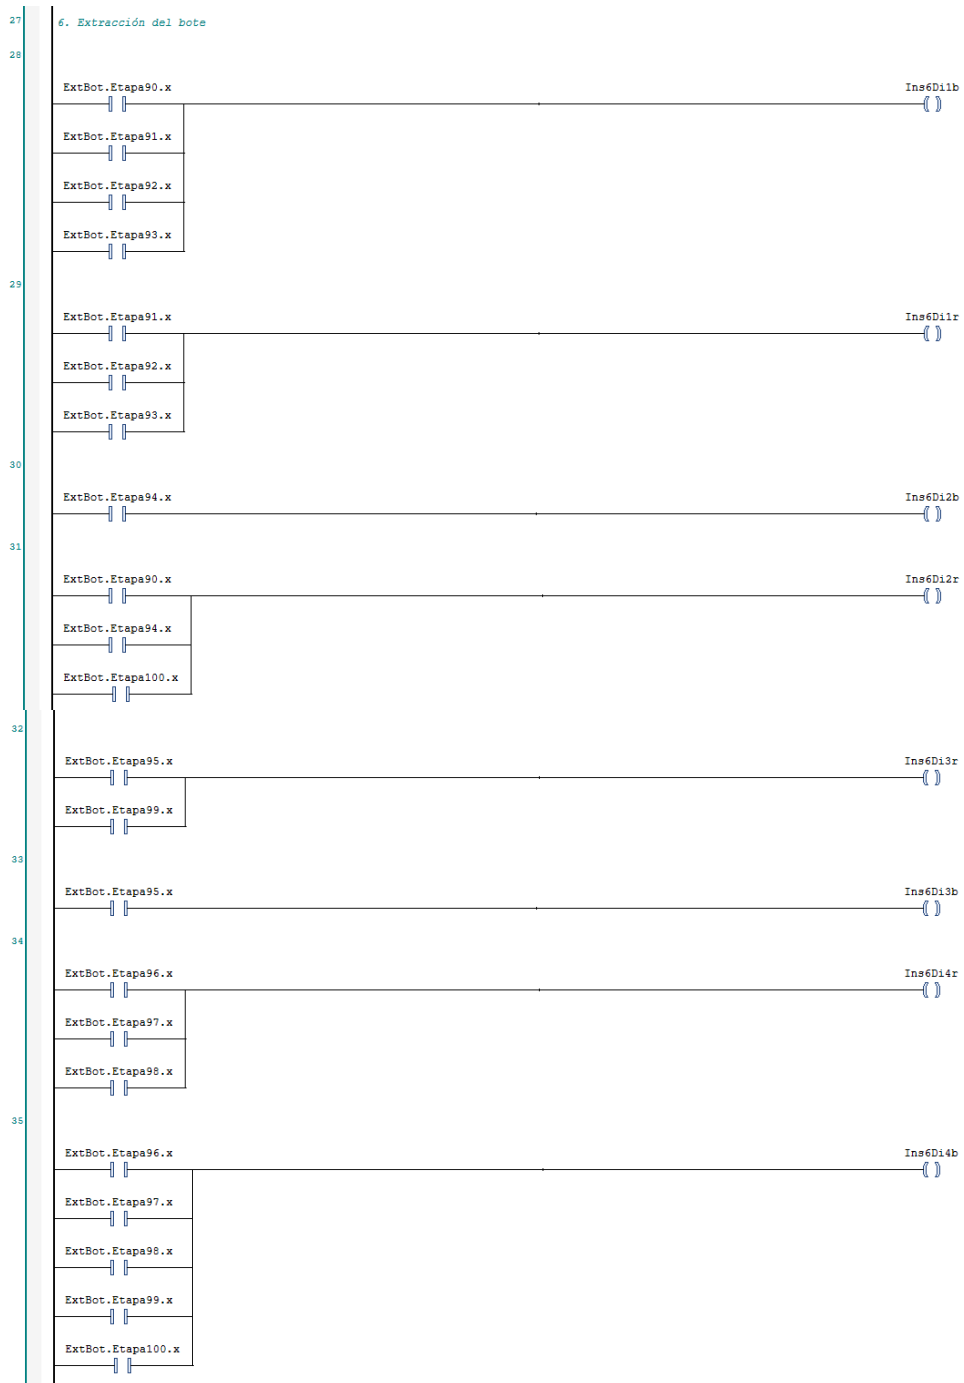 27 6. Extracción del bote
28
ExtBot.Etapa90.x Ins6Di1b
ExtBot.Etapa91.x
ExtBot.Etapa92.x
ExtBot.Etapa93.x
29
ExtBot.Etapa91.x Ins6Di1r
ExtBot.Etapa92.x
ExtBot.Etapa93.x
30
ExtBot.Etapa94.x Ins6Di2b
31
ExtBot.Etapa90.x Ins6Di2r
ExtBot.Etapa94.x
ExtBot.Etapa100.x
32
ExtBot.Etapa95.x Ins6Di3r
ExtBot.Etapa99.x
33
ExtBot.Etapa95.x Ins6Di3b
34
ExtBot.Etapa96.x Ins6Di4r
ExtBot.Etapa97.x
ExtBot.Etapa98.x
35
ExtBot.Etapa96.x Ins6Di4b
ExtBot.Etapa97.x
ExtBot.Etapa98.x
ExtBot.Etapa99.x
ExtBot.Etapa100.x